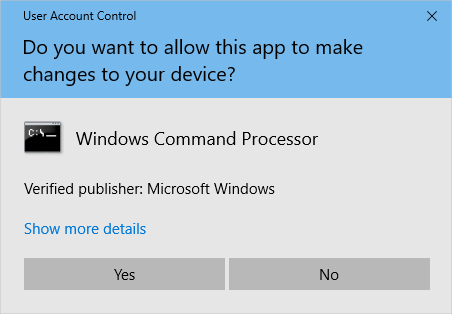 User Account Control
Do you want to allow this app to make
changes to your device?
C:\_
Windows Command Processor
Verified publisher: Microsoft Windows
Show more details
Yes
No